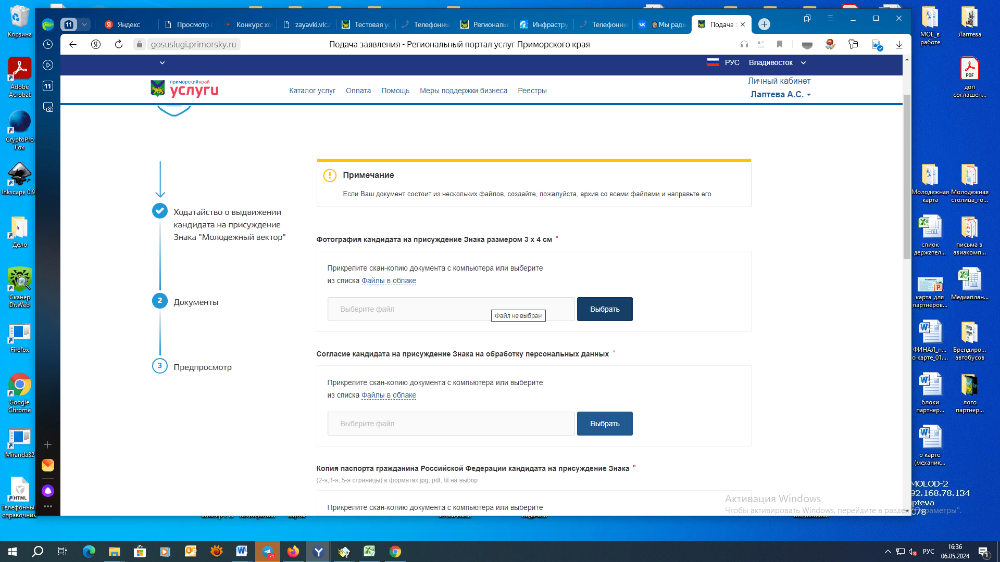 11
Яндекс
Просмотр
Конкурс хо
zayavki.vlc.r
Тестовая ус
Телефонны
Региональн
Инфрастру
Телефонны
Мы рады
Подача з
gosuslugi.primorsky.ru
Подача заявления - Региональный портал услуг Приморского края
РУС
Владивосток
приморскийкрай
услуги
Каталог услуг
Оплата
Помощь
Меры поддержки бизнеса
Реестры
Личный кабинет
Лаптева А.С.
Ходатайство о выдвижении
кандидата на присуждение
Знака "Молодежный вектор"
2
Документы
3
Предпросмотр
Примечание
Если Ваш документ состоит из нескольких файлов, создайте, пожалуйста, архив со всеми файлами и направьте его
Фотография кандидата на присуждение Знака размером 3 х 4 см *
Прикрепите скан-копию документа с компьютера или выберите
из списка Файлы в облаке
Выберите файл
Файл не выбран
Выбрать
Согласие кандидата на присуждение Знака на обработку персональных данных *
Прикрепите скан-копию документа с компьютера или выберите
из списка Файлы в облаке
Выберите файл
Выбрать
Копия паспорта гражданина Российской Федерации кандидата на присуждение Знака *
(2-я,3-я, 5-я страницы) в форматах jpg, pdf, tif на выбор
Прикрепите скан-копию документа с компьютера или выберите
Активация Windows
Чтобы активировать Windows, перейдите в раздел "Параметры".
Корзина
Adobe
Acrobat
CryptoPro
Fox
Inkscape 0.9
Дело
Сканер
Dr.Web
Firefox
Google
Chrome
Miranda32
HTML
Телефонный
справочник
11
МОЁ_в
работе
Лаптева
PDF
доп
соглашен...
Молодежная
карта
Молодежная
столица_го...
спиок
держател...
письма в
авиакомп...
карта_для
партнеров...
Медиаплан...
ФИНАЛ_п...
о карте_01....
Брендиро...
автобусов
блоки
партнер...
лого
партнер...
о карте
(механик...
MOLOD-2
92.168.78.134
pteva
078
71
РУС
16:36
06.05.2024
1